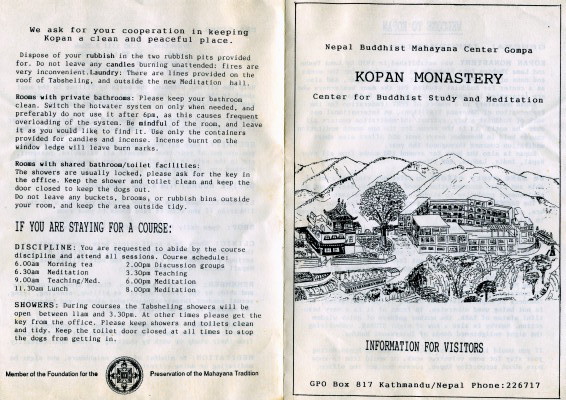 We ask for your cooperation in keeping
Kopan a clean and peaceful place.
Dispose of your rubbish in the two rubbish pits provided
for. Do not leave any candles burning unattended: fires are
very inconvenient.Laundry: There are lines provided on the
roof of Tabsheling, and outside the new Meditation hall.
Rooms with private bathrooms: Please keep your bathroom
clean. Switch the hotwater system on only when needed, and
preferably do not use it after 6pm, as this causes frequent
overloading of the system. Be mindful of the room, and leave
it as you would like to find it. Use only the containers
provided for candles and incense. Incense burnt on the
window ledge will leave burn marks.
Rooms with shared bathroom/toilet facilities:
The showers are usually locked, please ask for the key in
the office. Keep the shower and toilet clean and keep the
door closed to keep the dogs out.
Do not leave any buckets, brooms, or rubbish bins outside
your room, and keep the area outside tidy.
IF YOU ARE STAYING FOR A COURSE:
DISCIPLINE: You are requested to abide by the course
discipline and attend all sessions. Course schedule:
6.00am Morning tea 2.00pm Discussion groups
6.30am Meditation 3.30pm Teaching
9.00am Teaching/Med. 6.00pm Meditation
11.30am Lunch 8.00pm Meditation
SHOWERS: During courses the Tabsheling showers will be
open between 11am and 3.30pm. At other times please get the
key from the office. Please keep showers and toilets clean
and tidy. Keep the toilet door closed at all times to stop
the dogs from getting in.
Member of the Foundation for the Preservation of the Mahayana Tradition
Nepal Buddhist Mahayana Center Gompa
KOPAN MONASTERY
Center for Buddhist Study and Meditation
INFORMATION FOR VISITORS
GPO Box 817 Kathmandu/Nepal Phone:226717